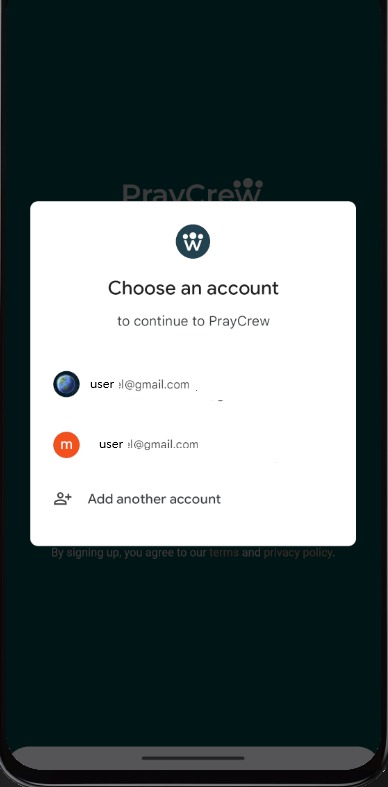 PrayCrew
W
Choose an account
to continue to PrayCrew
user l@gmail.com
m
user l@gmail.com
Add another account
By signing up, you agree to our terms and privacy policy.